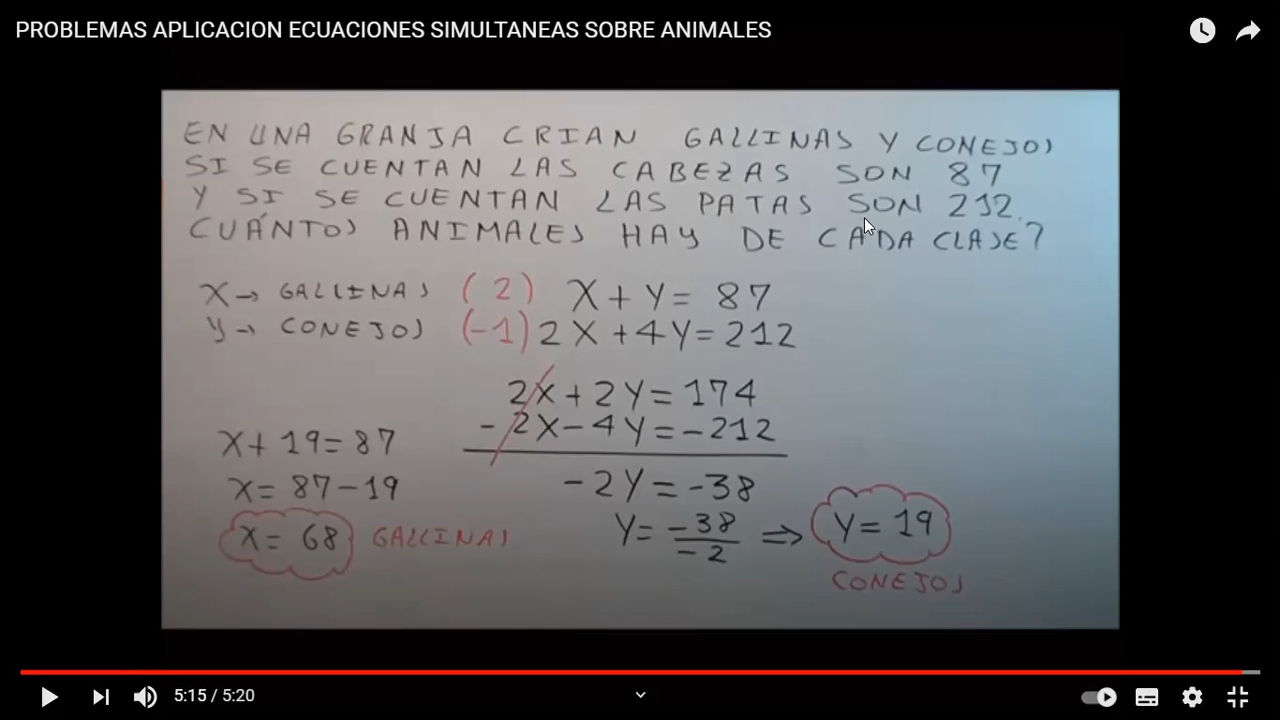 PROBLEMAS APLICACION ECUACIONES SIMULTANEAS SOBRE ANIMALES
EN UNA GRANJA CRIAN GALLINAS Y CONEJOS
SI SE CUENTAN LAS CABEZAS SON 87
Y SI SE CUENTAN LAS PATAS SON 212.
CUÁNTOS ANIMALES HAY DE CADA CLASE?
X → GALLINAS (2) X + Y = 87
Y → CONEJOS (-1) 2X + 4Y = 212
2X + 2Y = 174
- 2X - 4Y = - 212
X + 19 = 87
-2Y = -38
X = 87 - 19
Y = -38 / -2 ⇒ Y = 19
X = 68 GALLINAS
CONEJOS
5:15 / 5:20